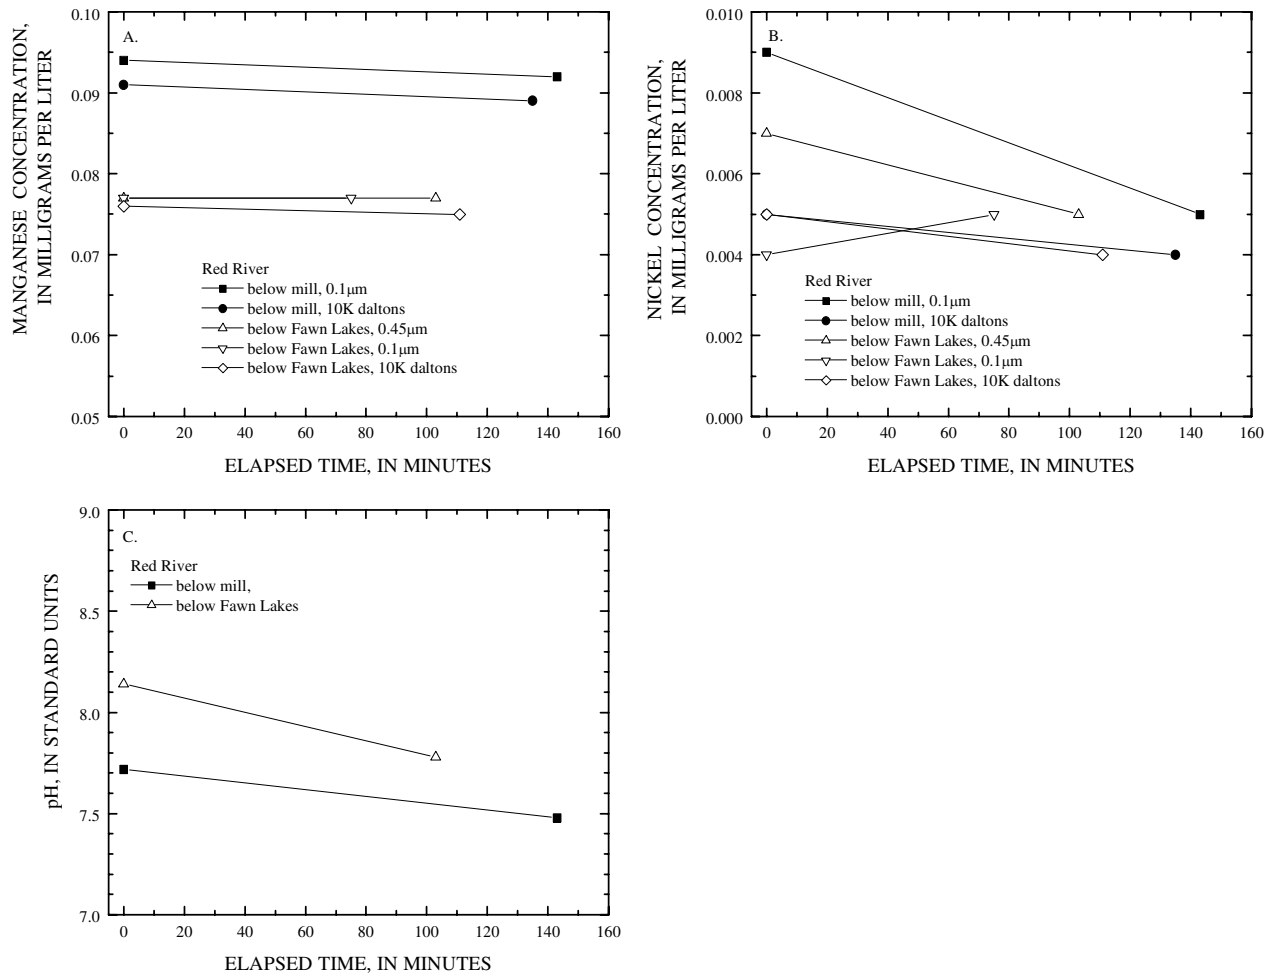 A.
MANGANESE CONCENTRATION,
IN MILLIGRAMS PER LITER
0.10
0.09
0.08
0.07
0.06
0.05
Red River
below mill, 0.1µm
below mill, 10K daltons
below Fawn Lakes, 0.45µm
below Fawn Lakes, 0.1µm
below Fawn Lakes, 10K daltons
0 20 40 60 80 100 120 140 160
ELAPSED TIME, IN MINUTES
B.
NICKEL CONCENTRATION,
IN MILLIGRAMS PER LITER
0.010
0.008
0.006
0.004
0.002
0.000
Red River
below mill, 0.1µm
below mill, 10K daltons
below Fawn Lakes, 0.45µm
below Fawn Lakes, 0.1µm
below Fawn Lakes, 10K daltons
0 20 40 60 80 100 120 140 160
ELAPSED TIME, IN MINUTES
C.
pH, IN STANDARD UNITS
9.0
8.5
8.0
7.5
7.0
Red River
below mill,
below Fawn Lakes
0 20 40 60 80 100 120 140 160
ELAPSED TIME, IN MINUTES